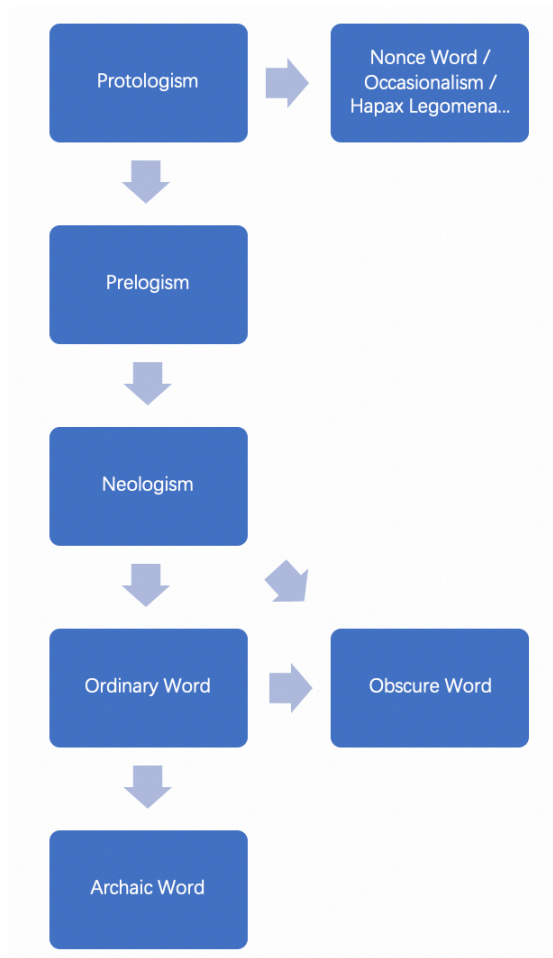 Protologism
Nonce Word /
Occasionalism /
Hapax Legomena...
Prelogism
Neologism
Ordinary Word
Obscure Word
Archaic Word